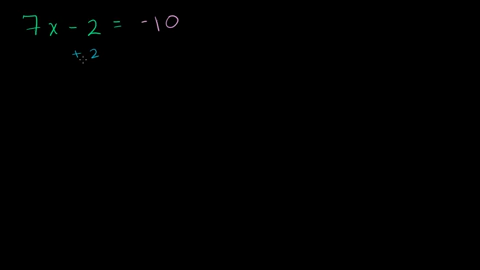 7x - 2 = -10
+ 2